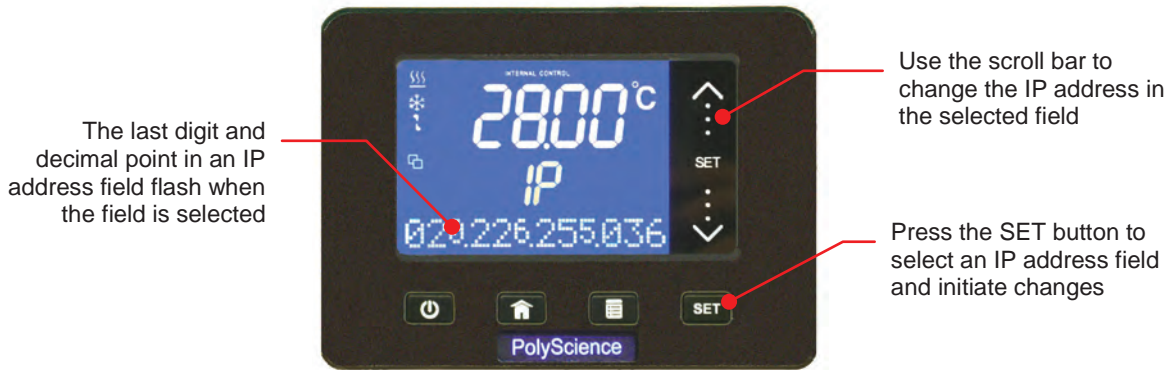 The last digit and
decimal point in an IP
address field flash when
the field is selected
INTERNAL CONTROL
28.00°C
IP
020.226.255.036
SET
SET
PolyScience
Use the scroll bar to
change the IP address in
the selected field
Press the SET button to
select an IP address field
and initiate changes